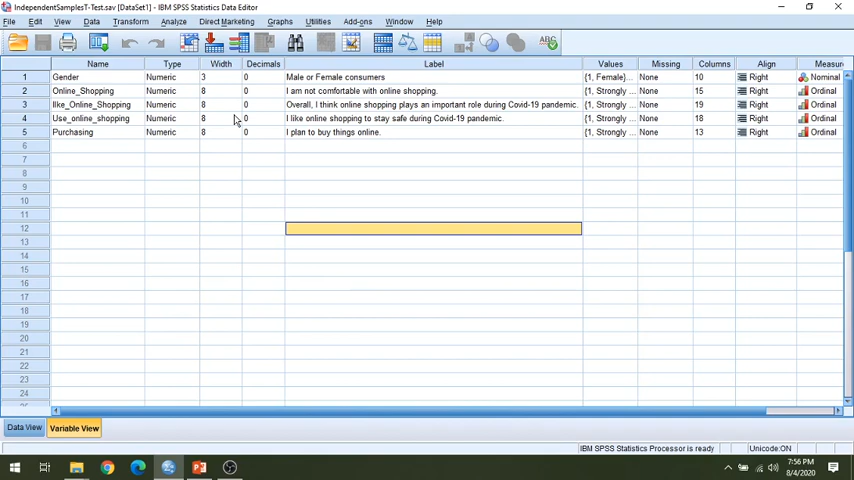 IndependentSamplesT-Test.sav [DataSet1] - IBM SPSS Statistics Data Editor
File Edit View Data Transform Analyze Direct Marketing Graphs Utilities Add-ons Window Help
Name Type Width Decimals Label Values Missing Columns Align Measur
1 Gender Numeric 3 0 Male or Female consumers {1, Female}... None 10 Right Nominal
2 Online_Shopping Numeric 8 0 I am not comfortable with online shopping. {1, Strongly ... None 15 Right Ordinal
3 Ilke_Online_Shopping Numeric 8 0 Overall, I think online shopping plays an important role during Covid-19 pandemic. {1, Strongly ... None 19 Right Ordinal
4 Use_online_shopping Numeric 8 0 I like online shopping to stay safe during Covid-19 pandemic. {1, Strongly ... None 18 Right Ordinal
5 Purchasing Numeric 8 0 I plan to buy things online. {1, Strongly ... None 13 Right Ordinal
6
7
8
9
10
11
12
13
14
15
16
17
18
19
20
21
22
23
24
Data View Variable View
IBM SPSS Statistics Processor is ready Unicode:ON
7:56 PM
8/4/2020